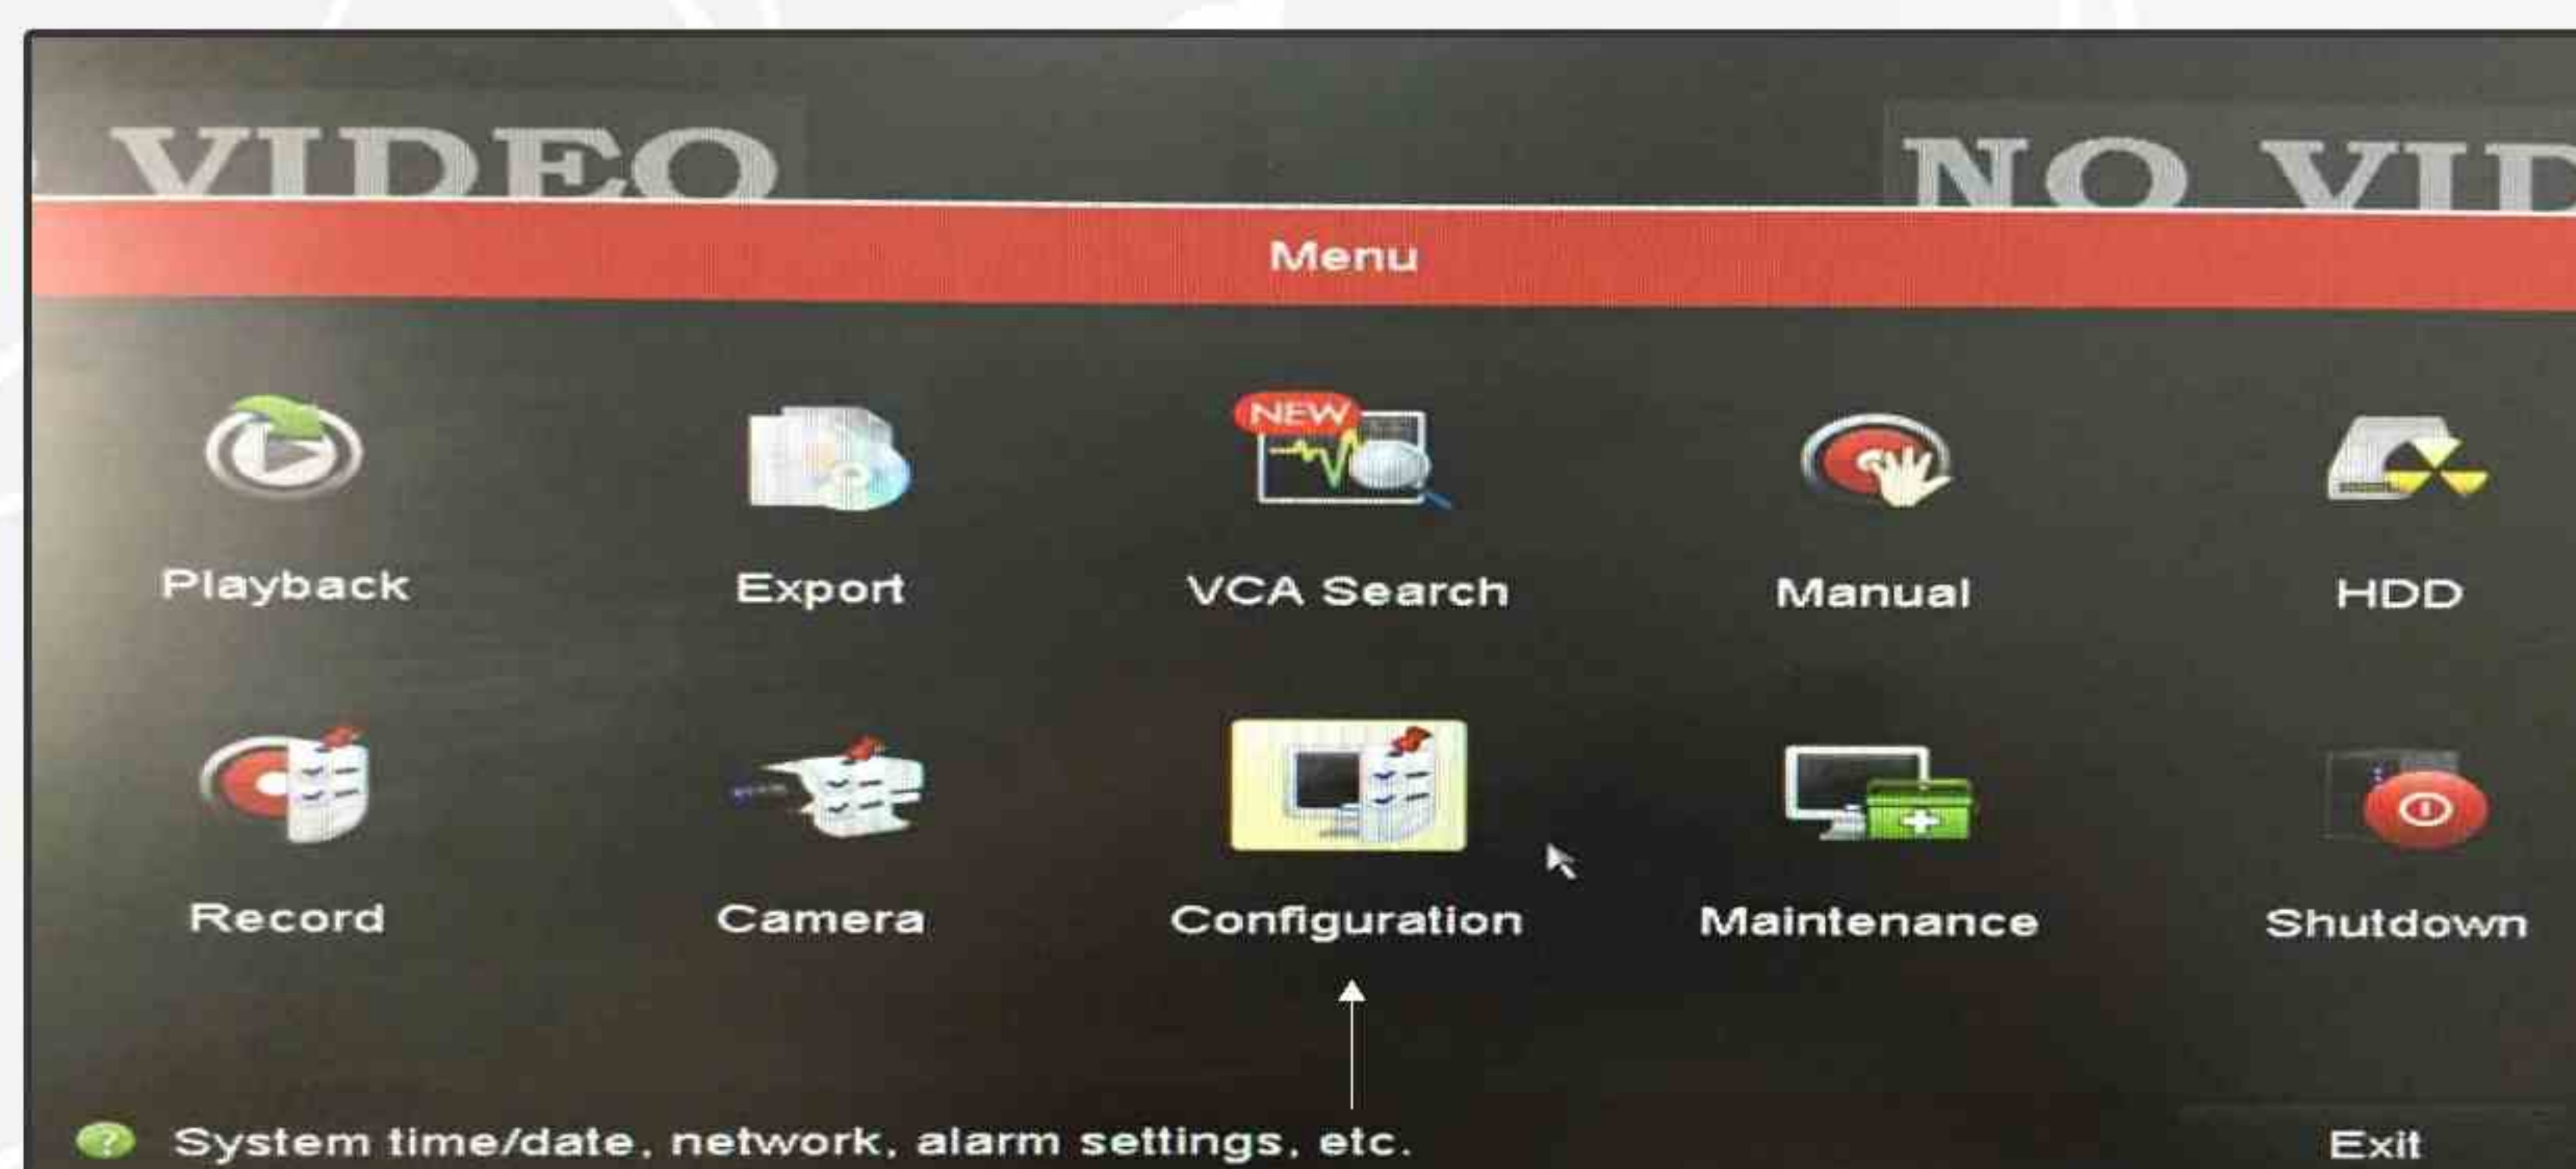 VIDEO
NO VID
Menu
NEW
Playback
Export
VCA Search
Manual
HDD
Record
Camera
Configuration
Maintenance
Shutdown
System time/date, network, alarm settings, etc.
Exit